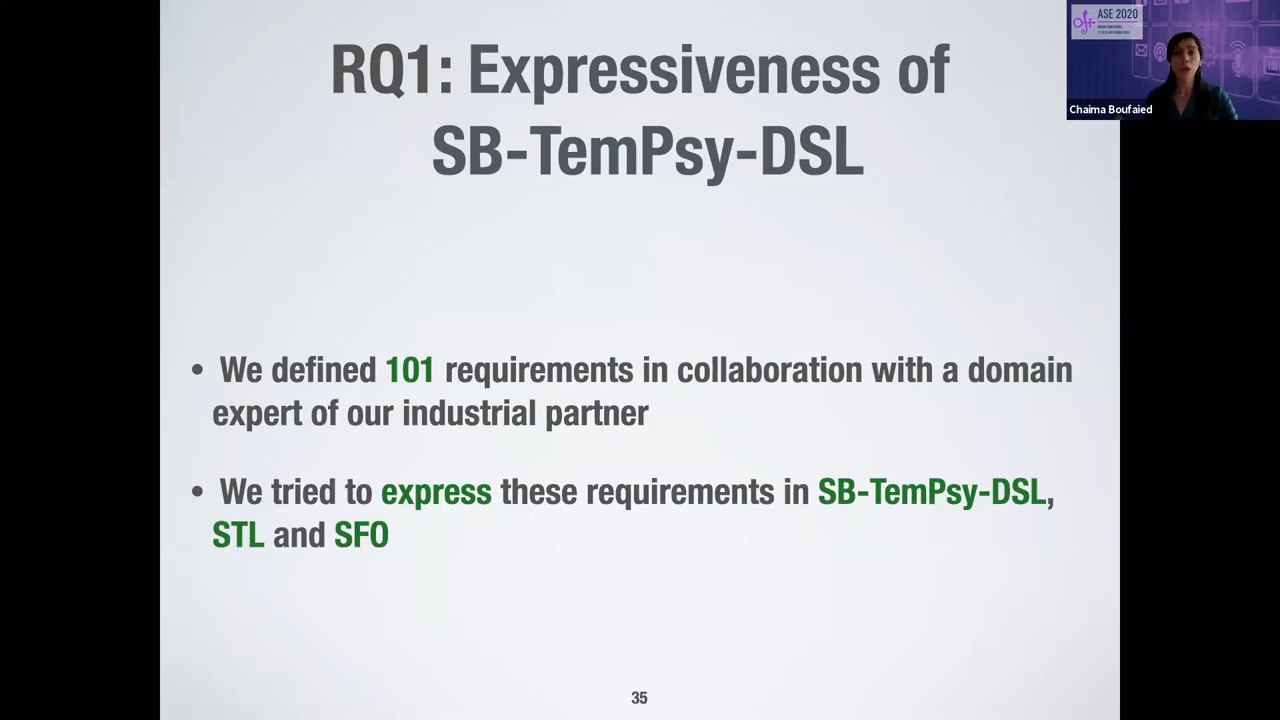 RQ1: Expressiveness of
SB-TemPsy-DSL
ASE 2020
Chaima Boufaied
• We defined 101 requirements in collaboration with a domain
expert of our industrial partner
• We tried to express these requirements in SB-TemPsy-DSL,
STL and SFO
35